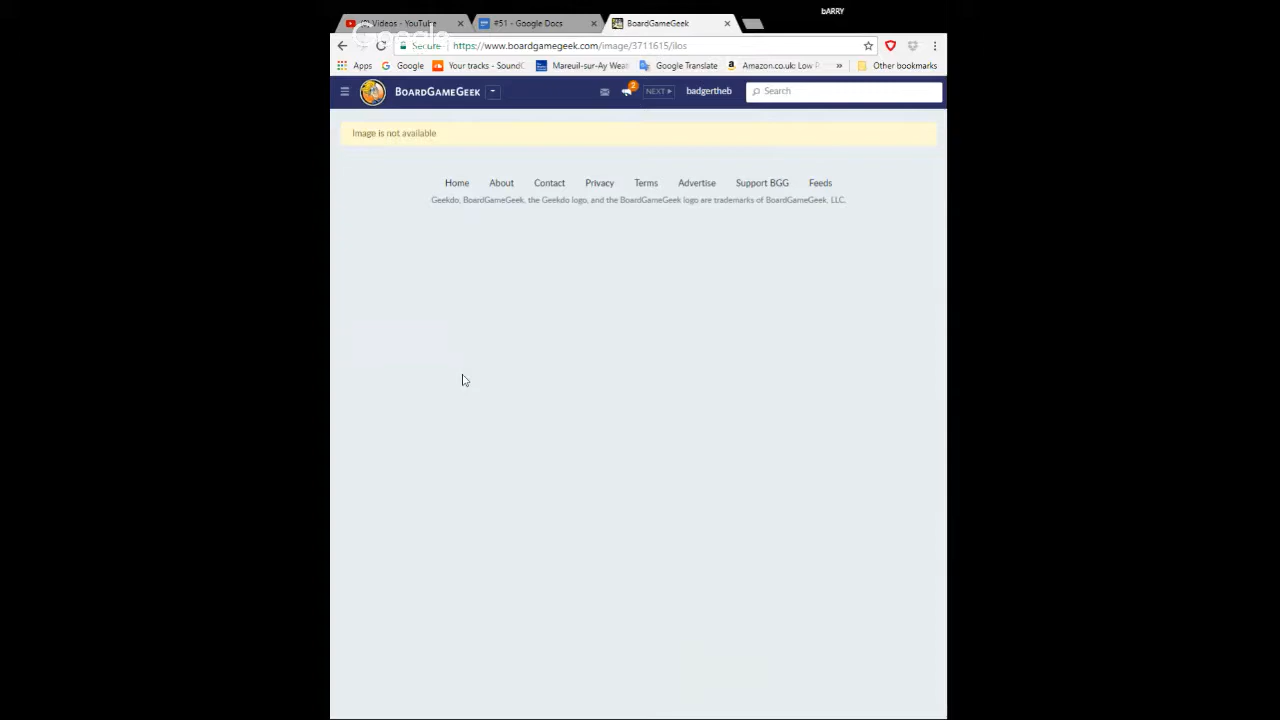 bARRY
Videos - YouTube
#51 - Google Docs
BoardGameGeek
Google
Secure https://www.boardgamegeek.com/image/3711615/ilos
Apps Google Your tracks - SoundC Mareuil-sur-Ay Weat Google Translate Amazon.co.uk: Low P » Other bookmarks
BOARDGAMEGEEK 2 NEXT badgertheb Search
Image is not available
Home About Contact Privacy Terms Advertise Support BGG Feeds
Geekdo, BoardGameGeek, the Geekdo logo, and the BoardGameGeek logo are trademarks of BoardGameGeek, LLC.